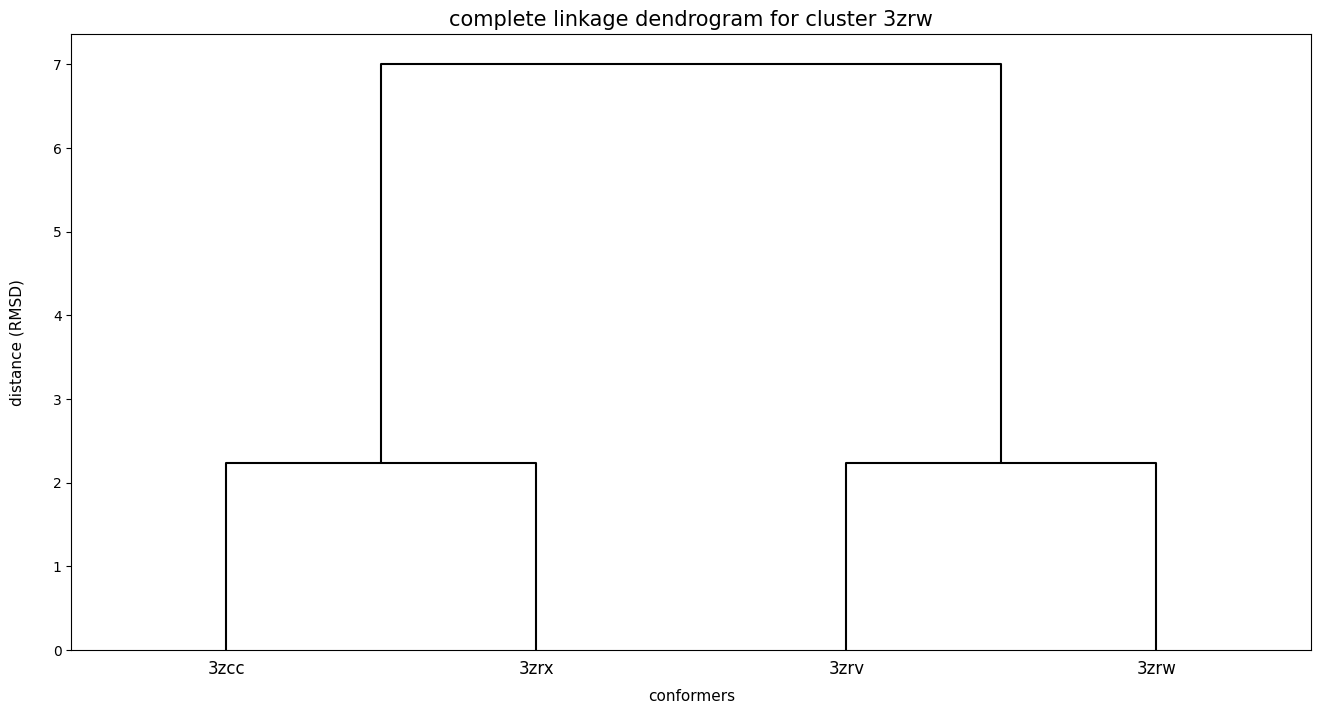 complete linkage dendrogram for cluster 3zrw
7
6
5
4
3
2
1
0
distance (RMSD)
3zcc 3zrx 3zrv 3zrw
conformers